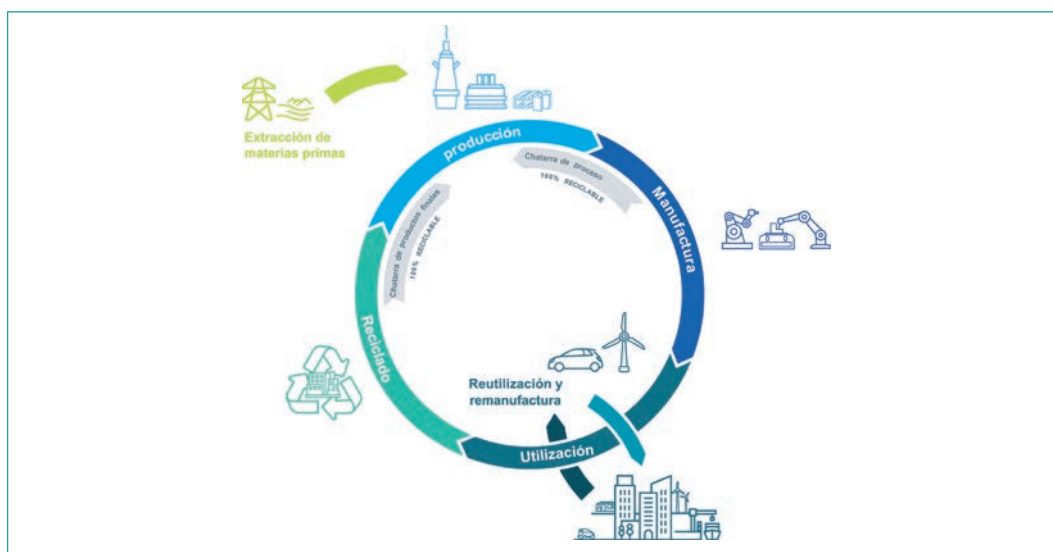 Extracción de
materias primas
producción
Chatarra de proceso
100% RECICLABLE
Manufactura
Chatarra de productos finales
100% RECICLABLE
Reciclado
Reutilización y
remanufactura
Utilización